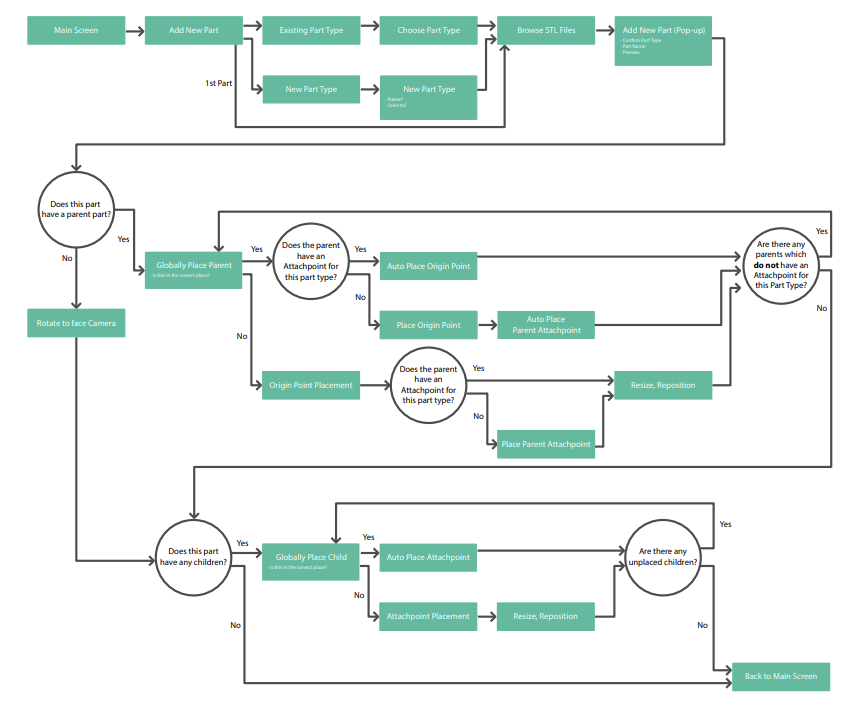 Main Screen
Add New Part
Existing Part Type
Choose Part Type
Browse STL Files
Add New Part (Pop-up)
- Confirm Part Type
- Part Name
- Preview
1st Part
New Part Type
New Part Type
- Name?
- Joins to?
Does this part
have a parent part?
Yes
No
Globally Place Parent
- Is this the correct place?
Yes
No
Does the parent
have an
Attachpoint for
this part type?
Yes
No
Auto Place Origin Point
Place Origin Point
Auto Place
Parent Attachpoint
Are there any
parents which
do not have an
Attachpoint for
this Part Type?
Yes
No
Rotate to face Camera
Origin Point Placement
Does the parent
have an
Attachpoint for
this part type?
Yes
No
Resize, Reposition
Place Parent Attachpoint
Does this part
have any children?
Yes
No
Globally Place Child
- Is this the correct place?
Yes
No
Auto Place Attachpoint
Attachpoint Placement
Resize, Reposition
Are there any
unplaced children?
Yes
No
Back to Main Screen